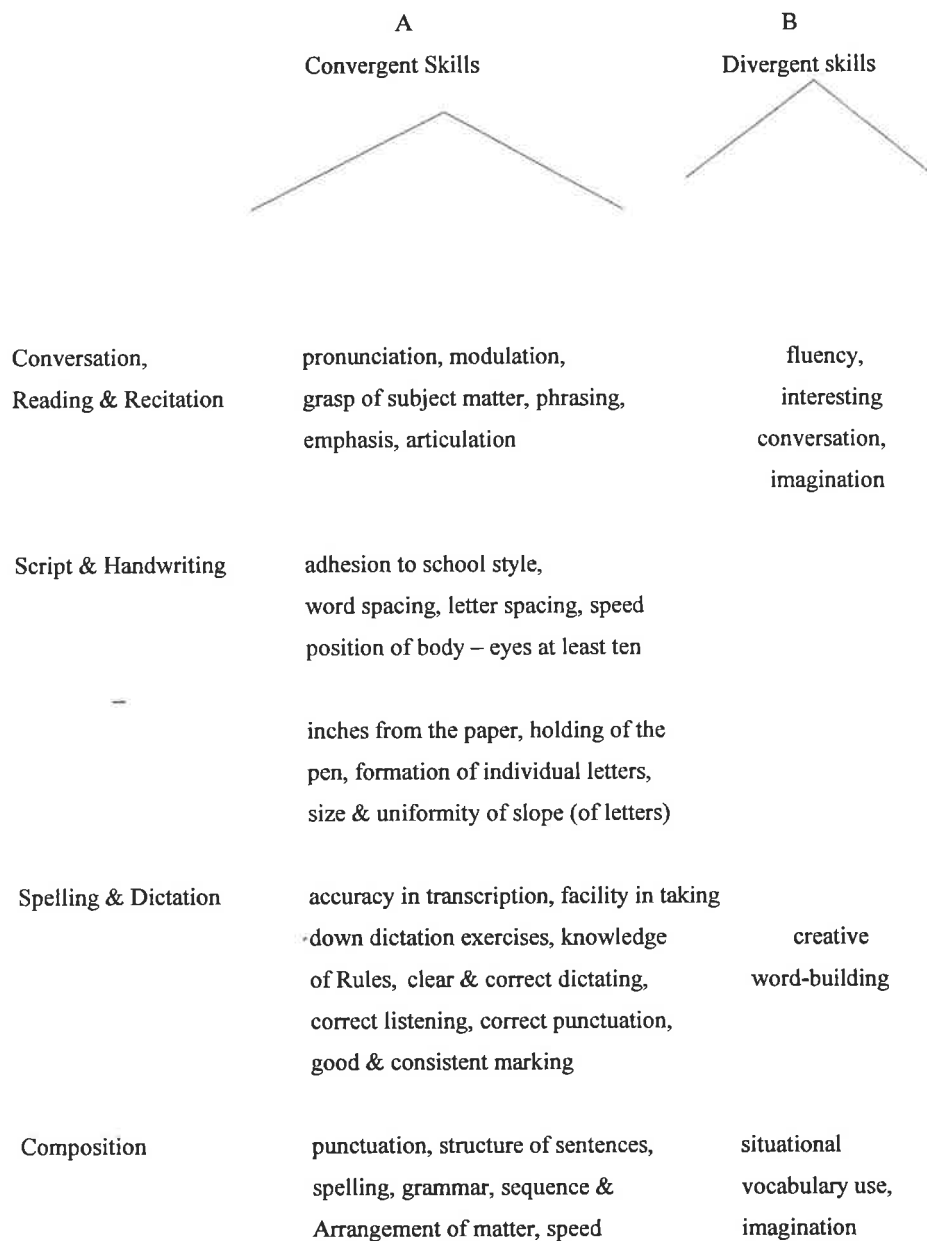 A B
Convergent Skills Divergent skills
Conversation, pronunciation, modulation, fluency,
Reading & Recitation grasp of subject matter, phrasing, interesting
emphasis, articulation conversation,
imagination
Script & Handwriting adhesion to school style,
word spacing, letter spacing, speed
position of body – eyes at least ten
inches from the paper, holding of the
pen, formation of individual letters,
size & uniformity of slope (of letters)
Spelling & Dictation accuracy in transcription, facility in taking
down dictation exercises, knowledge creative
of Rules, clear & correct dictating, word-building
correct listening, correct punctuation,
good & consistent marking
Composition punctuation, structure of sentences, situational
spelling, grammar, sequence & vocabulary use,
Arrangement of matter, speed imagination